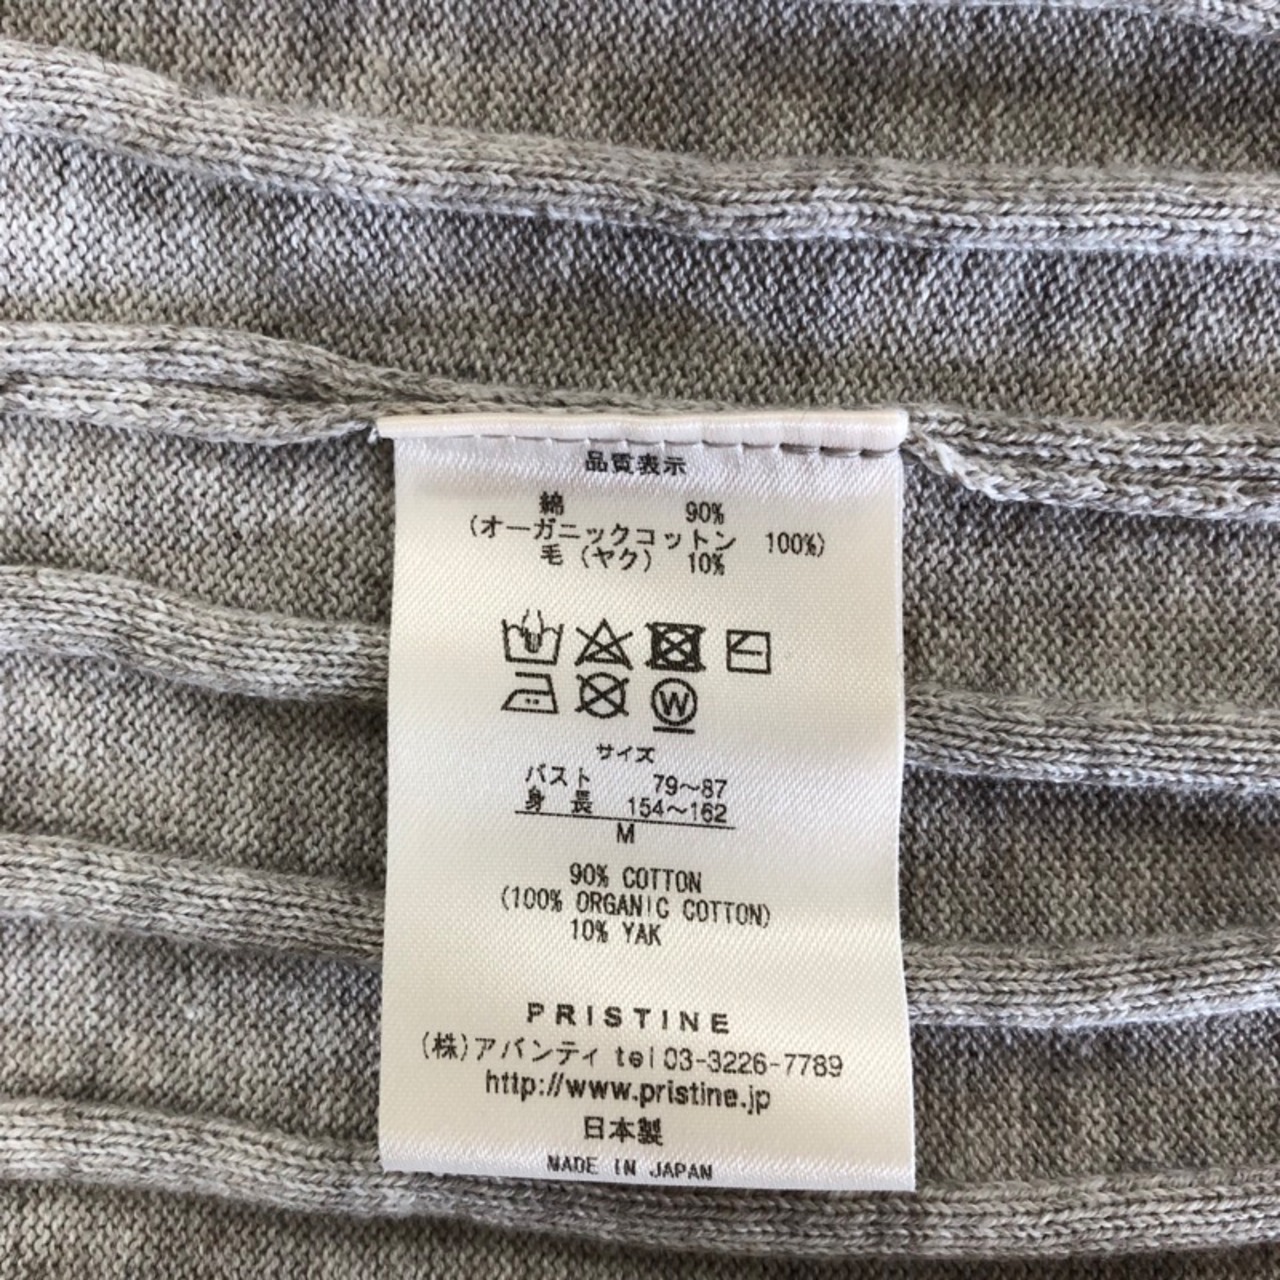 品質表示
綿 90%
(オーガニックコットン 100%)
毛(ヤク) 10%
W
サイズ
バスト 79~87
身長 154~162
M
90% COTTON
(100% ORGANIC COTTON)
10% YAK
PRISTINE
(株)アバンティ tel 03-3226-7789
http://www.pristine.jp
日本製
MADE IN JAPAN